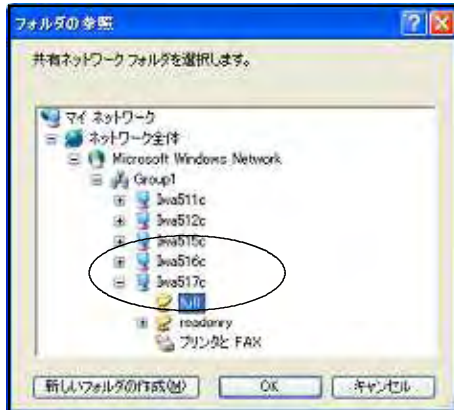 フォルダの参照
共有ネットワーク フォルダを選択します。
マイ ネットワーク
ネットワーク全体
Microsoft Windows Network
Group1
Iwa511c
Iwa512c
Iwa515c
Iwa516c
Iwa517c
full
readonry
プリンタと FAX
新しいフォルダの作成(M)
OK
キャンセル